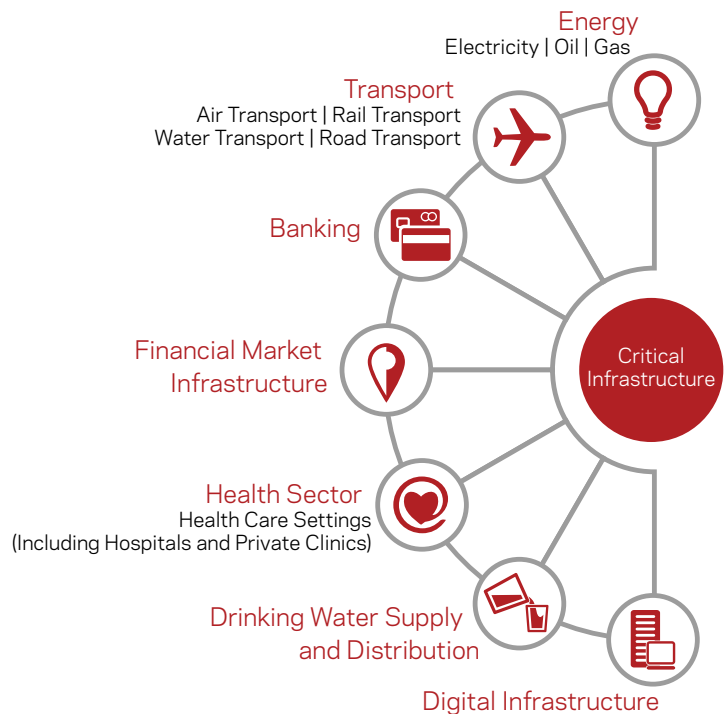 Energy
Electricity | Oil | Gas
Transport
Air Transport | Rail Transport
Water Transport | Road Transport
Banking
Financial Market
Infrastructure
Critical
Infrastructure
Health Sector
Health Care Settings
(Including Hospitals and Private Clinics)
Drinking Water Supply
and Distribution
Digital Infrastructure